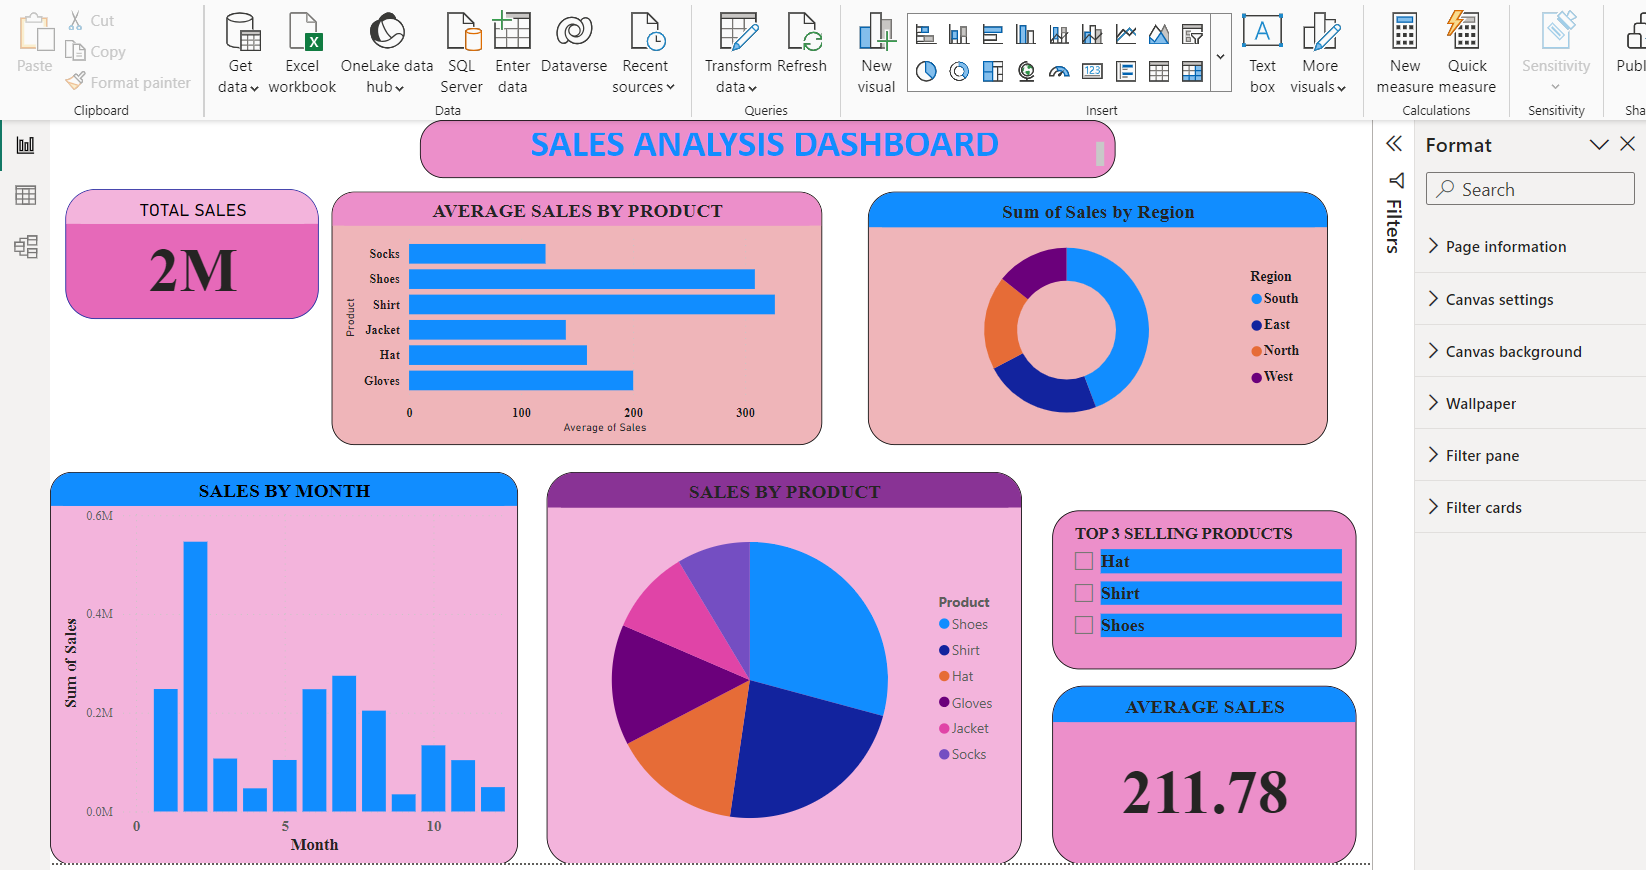 Paste
Cut
Copy
Format painter
Clipboard
Get data
Excel workbook
OneLake data hub
SQL Server
Enter data
Dataverse
Recent sources
Data
Transform data
Refresh
Queries
New visual
123
A
Text box
More visuals
Insert
New measure
Quick measure
Calculations
Sensitivity
Sensitivity
SALES ANALYSIS DASHBOARD
TOTAL SALES
2M
AVERAGE SALES BY PRODUCT
Product
Socks
Shoes
Shirt
Jacket
Hat
Gloves
0 100 200 300
Average of Sales
Sum of Sales by Region
Region
South
East
North
West
SALES BY MONTH
Sum of Sales
0.6M
0.4M
0.2M
0.0M
0 5 10
Month
SALES BY PRODUCT
Product
Shoes
Shirt
Hat
Gloves
Jacket
Socks
TOP 3 SELLING PRODUCTS
Hat
Shirt
Shoes
AVERAGE SALES
211.78
Filters
Format
Search
Page information
Canvas settings
Canvas background
Wallpaper
Filter pane
Filter cards